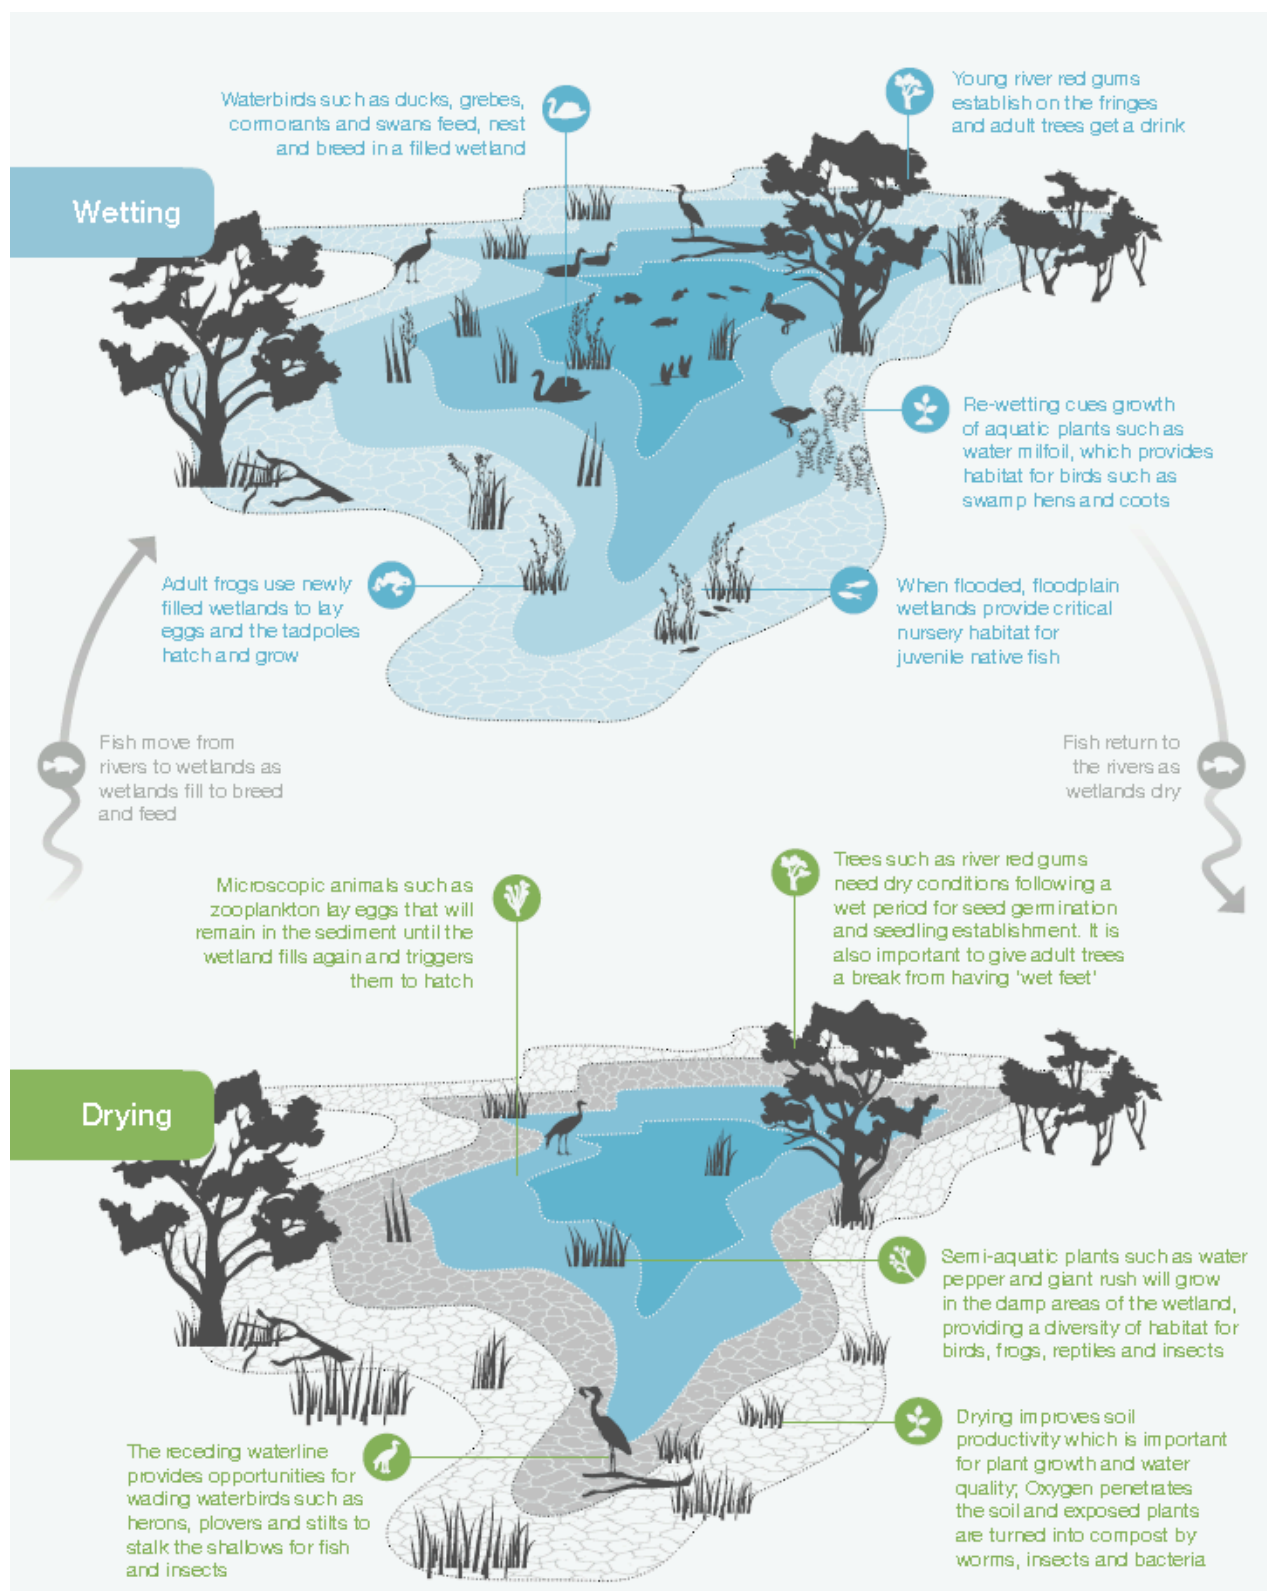 Waterbirds such as ducks, grebes,
cormorants and swans feed, nest
and breed in a filled wetland
Young river red gums
establish on the fringes
and adult trees get a drink
Wetting
Re-wetting cues growth
of aquatic plants such as
water milfoil, which provides
habitat for birds such as
swamp hens and coots
Adult frogs use newly
filled wetlands to lay
eggs and the tadpoles
hatch and grow
When flooded, floodplain
wetlands provide critical
nursery habitat for
juvenile native fish
Fish move from
rivers to wetlands as
wetlands fill to breed
and feed
Fish return to
the rivers as
wetlands dry
Microscopic animals such as
zooplankton lay eggs that will
remain in the sediment until the
wetland fills again and triggers
them to hatch
Trees such as river red gums
need dry conditions following a
wet period for seed germination
and seedling establishment. It is
also important to give adult trees
a break from having 'wet feet'
Drying
Semi-aquatic plants such as water
pepper and giant rush will grow
in the damp areas of the wetland,
providing a diversity of habitat for
birds, frogs, reptiles and insects
The receding waterline
provides opportunities for
wading waterbirds such as
herons, plovers and stilts to
stalk the shallows for fish
and insects
Drying improves soil
productivity which is important
for plant growth and water
quality; Oxygen penetrates
the soil and exposed plants
are turned into compost by
worms, insects and bacteria